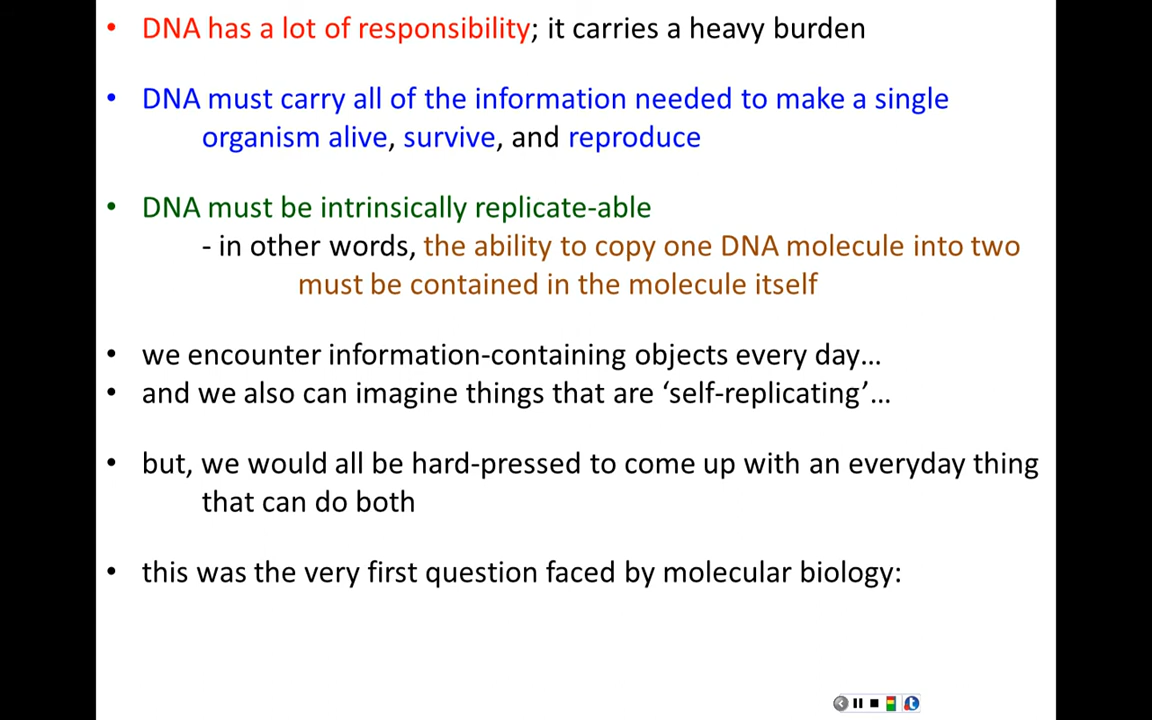 • DNA has a lot of responsibility; it carries a heavy burden
• DNA must carry all of the information needed to make a single
organism alive, survive, and reproduce
• DNA must be intrinsically replicate-able
- in other words, the ability to copy one DNA molecule into two
must be contained in the molecule itself
• we encounter information-containing objects every day…
• and we also can imagine things that are ‘self-replicating’…
• but, we would all be hard-pressed to come up with an everyday thing
that can do both
• this was the very first question faced by molecular biology: